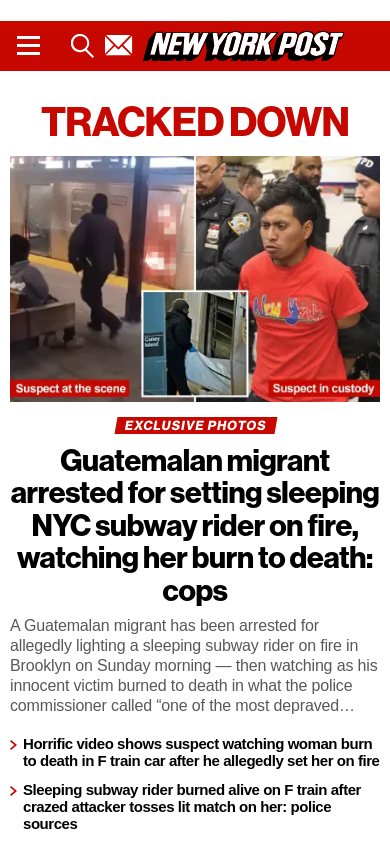 NEW YORK POST
TRACKED DOWN
NYPD
Coney
Island
Suspect at the scene
Suspect in custody
EXCLUSIVE PHOTOS
Guatemalan migrant
arrested for setting sleeping
NYC subway rider on fire,
watching her burn to death:
cops
A Guatemalan migrant has been arrested for
allegedly lighting a sleeping subway rider on fire in
Brooklyn on Sunday morning — then watching as his
innocent victim burned to death in what the police
commissioner called “one of the most depraved…
Horrific video shows suspect watching woman burn
to death in F train car after he allegedly set her on fire
Sleeping subway rider burned alive on F train after
crazed attacker tosses lit match on her: police
sources